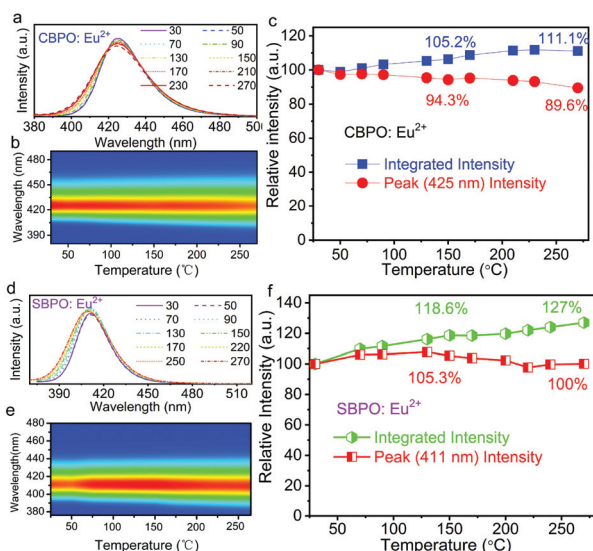 a
CBPO: Eu²⁺
30 50
70 90
130 150
170 210
230 270
Intensity (a.u.)
380 400 420 440 460 480 500
Wavelength (nm)
b
Wavelength (nm)
480
450
420
390
50 100 150 200 250
Temperature (℃)
c
Relative intensity (a.u.)
120
100
80
60
40
20
0
105.2%
111.1%
94.3%
89.6%
CBPO: Eu²⁺
Integrated Intensity
Peak (425 nm) Intensity
50 100 150 200 250
Temperature (°C)
d
SBPO: Eu²⁺
30 50
70 90
130 150
170 220
250 270
Intensity (a.u.)
390 420 450 480 510
Wavelength (nm)
e
Wavelength(nm)
480
460
440
420
400
380
50 100 150 200 250
Temperature (℃)
f
Relative Intensity (a.u.)
140
120
100
80
60
40
20
0
118.6%
127%
105.3%
100%
SBPO: Eu²⁺
Integrated Intensity
Peak (411 nm) Intensity
0 50 100 150 200 250
Temperature (°C)